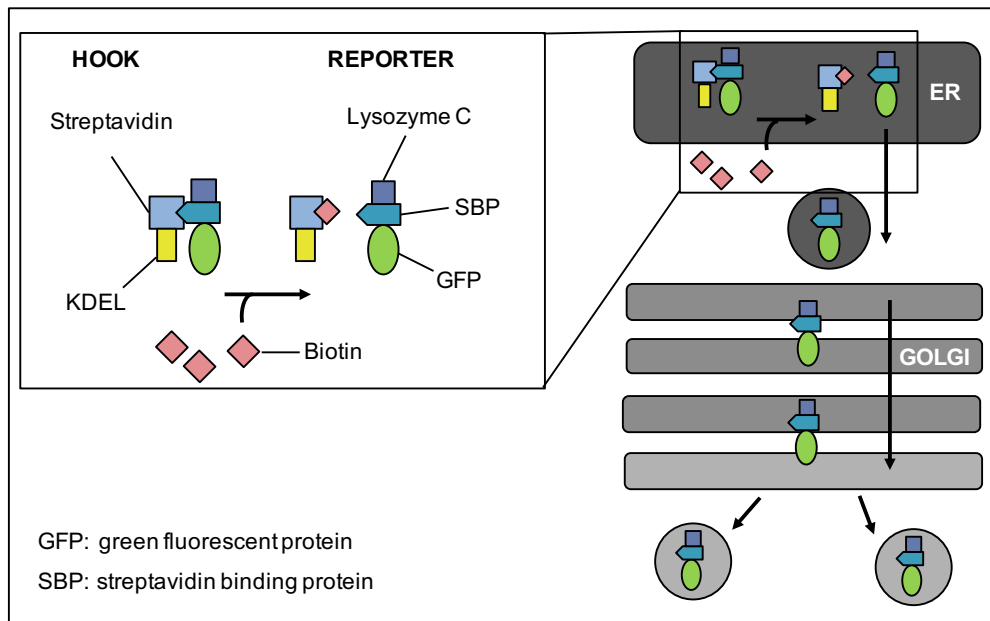 HOOK
REPORTER
Streptavidin
Lysozyme C
SBP
GFP
KDEL
Biotin
ER
GOLGI
GFP: green fluorescent protein
SBP: streptavidin binding protein